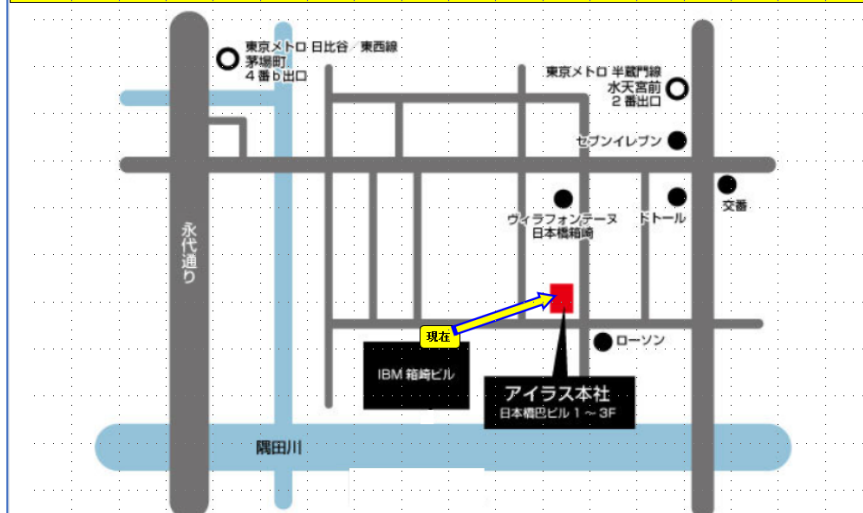 東京メトロ 日比谷／東西線
茅場町
4番b出口
東京メトロ 半蔵門線
水天宮前
2番出口
セブンイレブン
永代通り
ヴィラフォンテーヌ
日本橋箱崎
ドトール
交番
現在
ローソン
IBM 箱崎ビル
アイラス本社
日本橋巴ビル 1～3F
隅田川